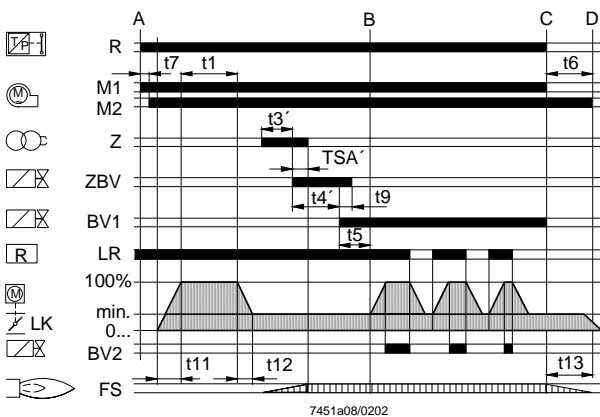 A B C D
T/P R
t7 t1 t6
M M1
M2
t3´
Z
TSA´
ZBV
t4´ t9
BV1
t5
R LR
100%
M
min.
LK
0...
BV2
t11 t12 t13
FS
7451a08/0202